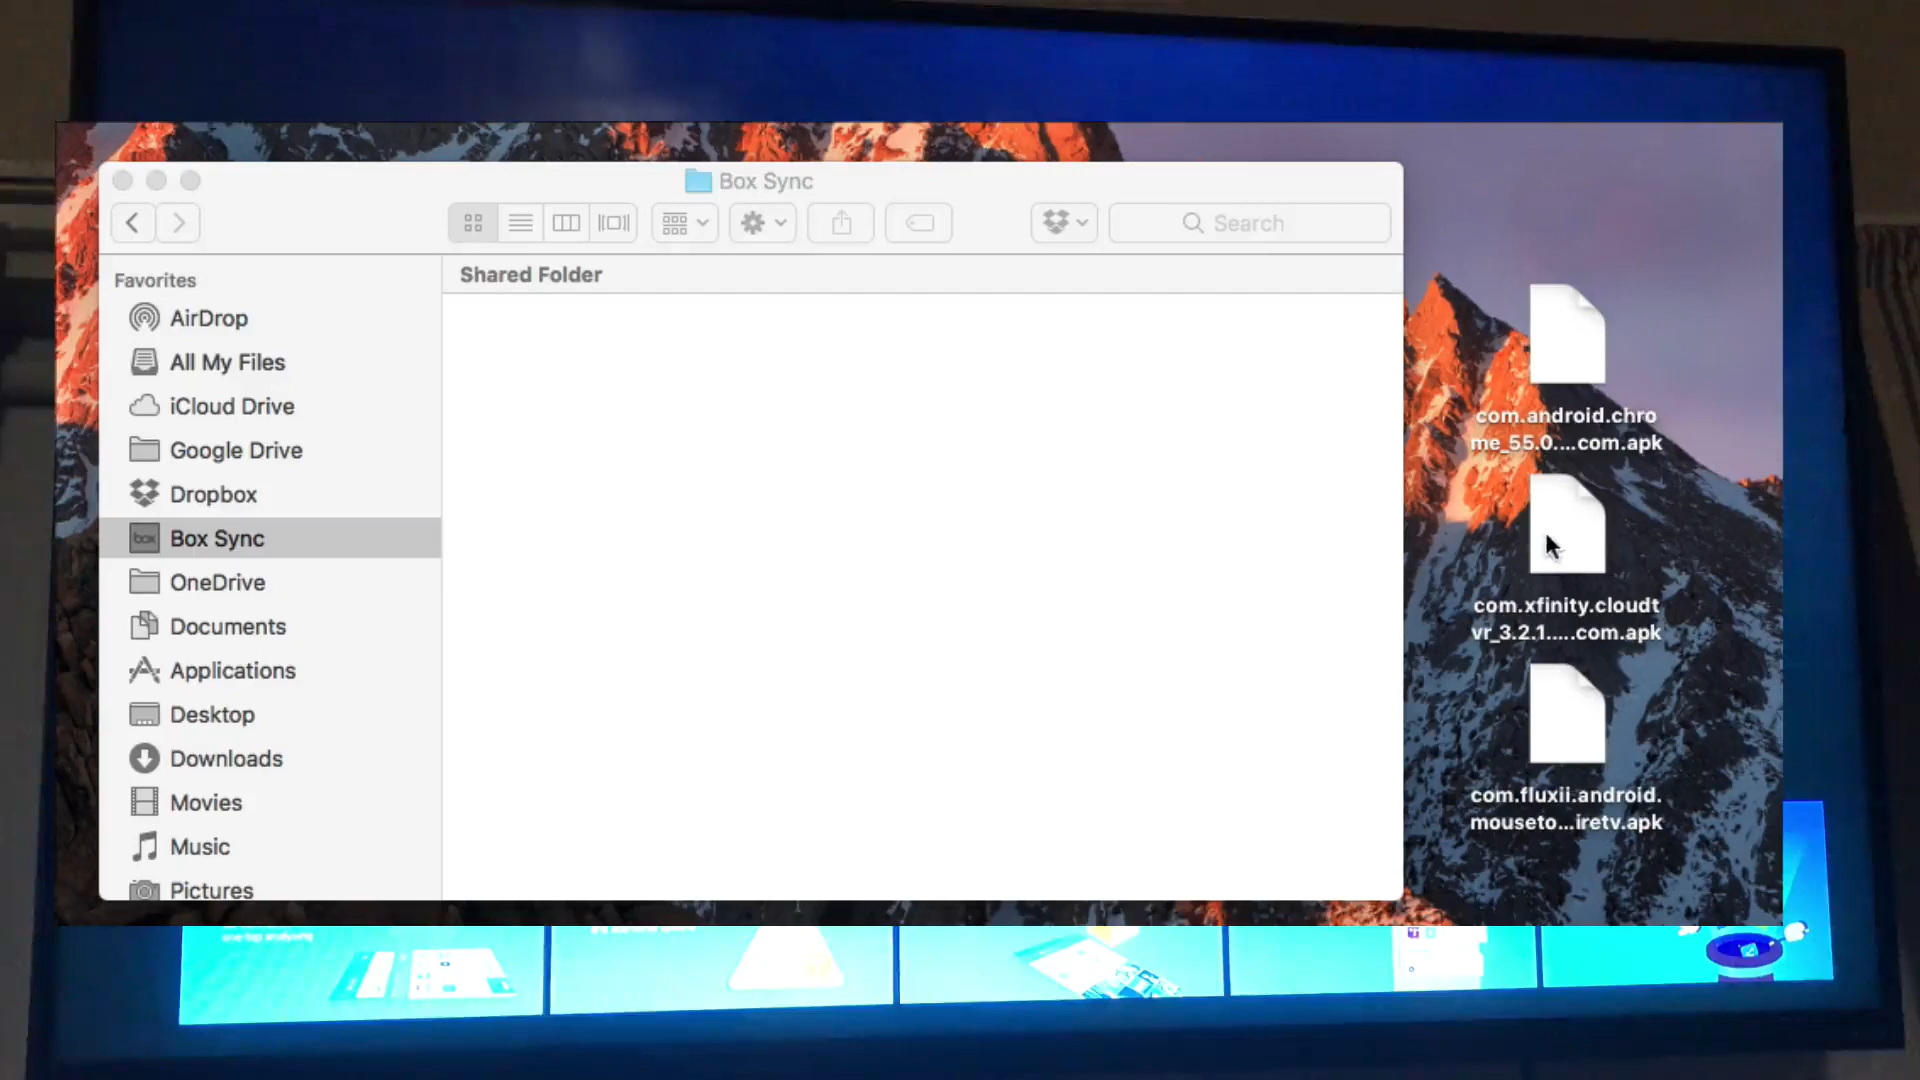 Box Sync
Search
Favorites
Shared Folder
AirDrop
All My Files
iCloud Drive
Google Drive
Dropbox
box
Box Sync
OneDrive
Documents
Applications
Desktop
Downloads
Movies
Music
Pictures
com.android.chro
me_55.0....com.apk
com.xfinity.cloudt
vr_3.2.1.....com.apk
com.fluxii.android.
mouseto...iretv.apk